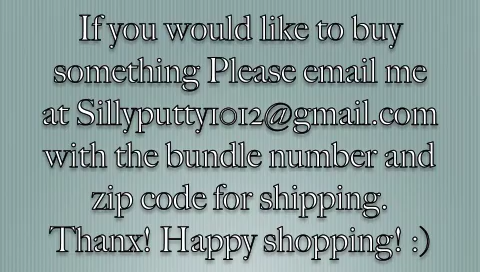 If you would like to buy
something Please email me
at Sillyputty1012@gmail.com
with the bundle number and
zip code for shipping.
Thanx! Happy shopping! :)